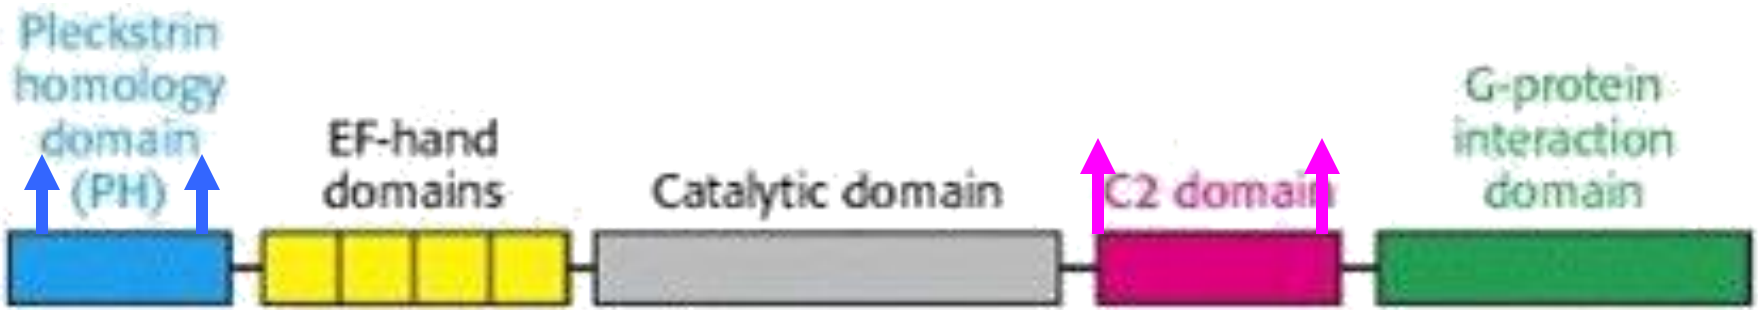 Pleckstrin
homology
domain
(PH)
EF-hand
domains
Catalytic domain
C2 domain
G-protein
interaction
domain